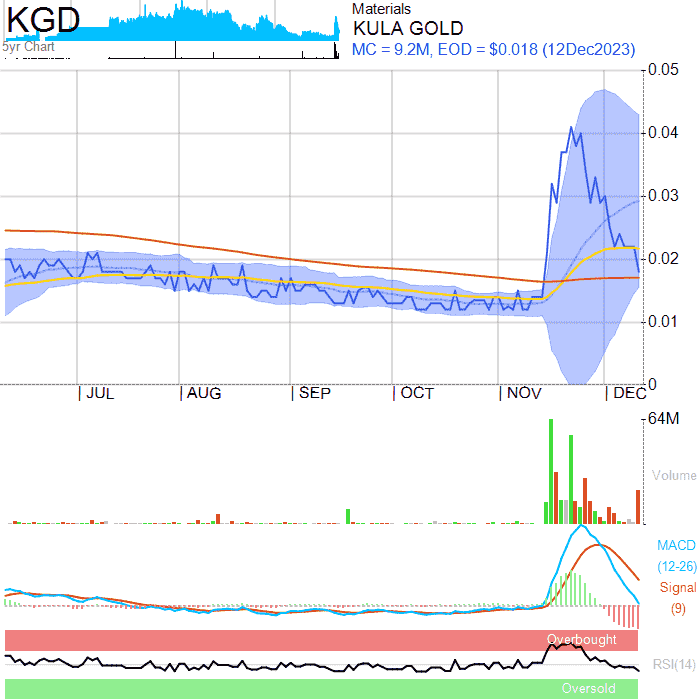 KGD
5yr Chart
Materials
KULA GOLD
MC = 9.2M, EOD = $0.018 (12Dec2023)
0.05
0.04
0.03
0.02
0.01
0
JUL AUG SEP OCT NOV DEC
64M
Volume
MACD
(12-26)
Signal
(9)
Overbought
RSI(14)
Oversold